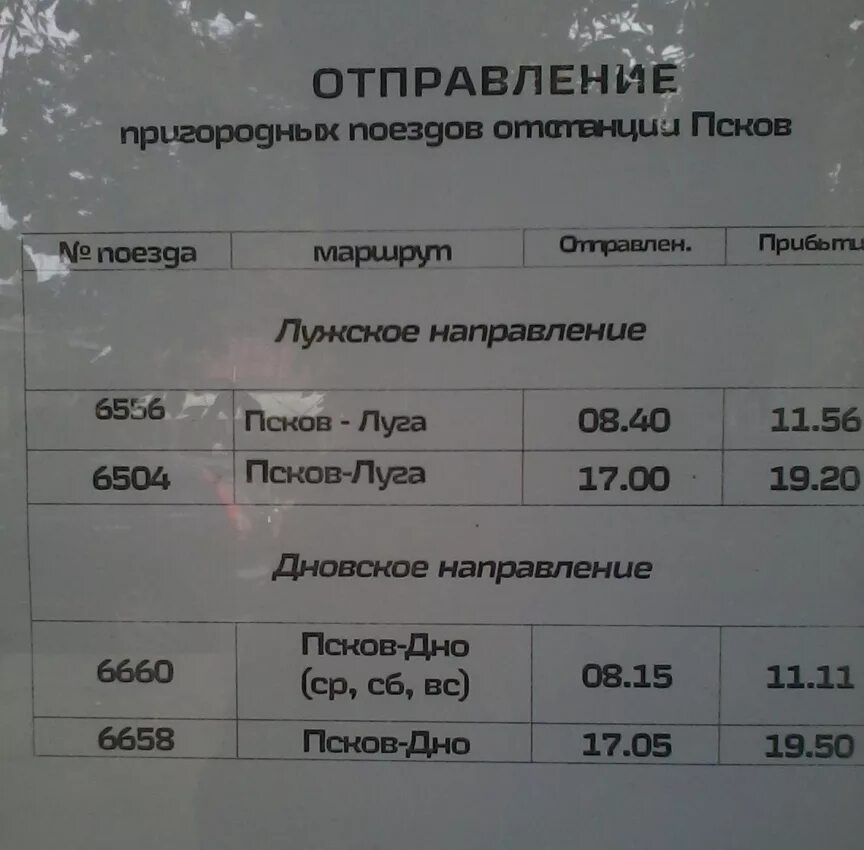 ОТПРАВЛЕНИЕ
пригородных поездов от станции Псков
№ поезда маршрут Отправлен. Прибыти
Лужское направление
6556 Псков - Луга 08.40 11.56
6504 Псков-Луга 17.00 19.20
Дновское направление
6660 Псков-Дно (ср, сб, вс) 08.15 11.11
6658 Псков-Дно 17.05 19.50